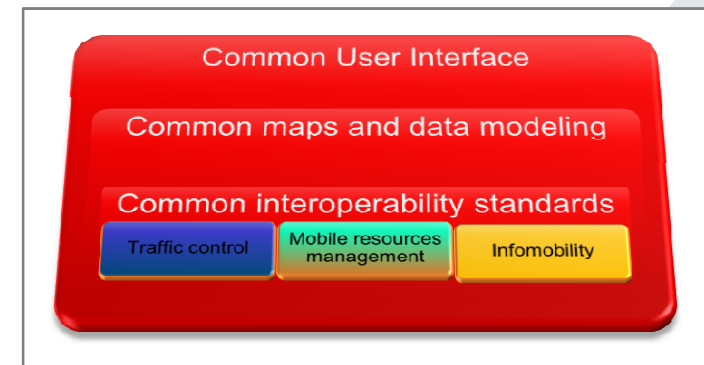 Common User Interface
Common maps and data modeling
Common interoperability standards
Traffic control
Mobile resources
management
Infomobility